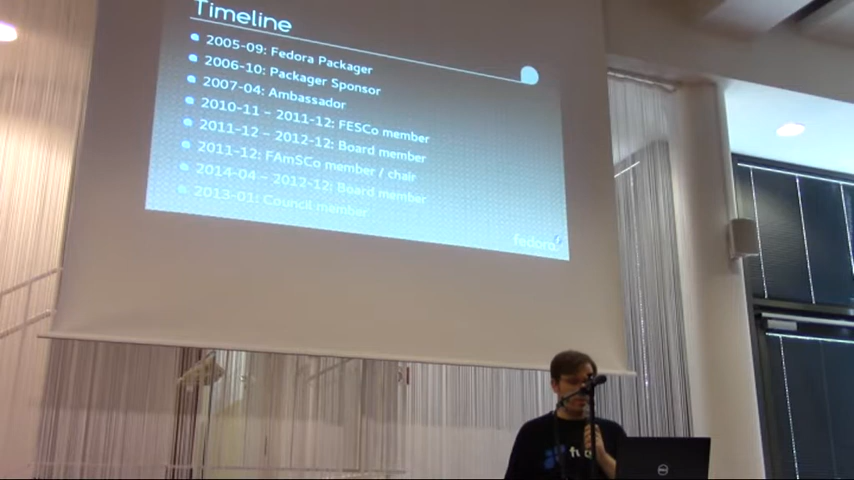 Timeline
2005-09: Fedora Packager
2006-10: Packager Sponsor
2007-04: Ambassador
2010-11 – 2011-12: FESCo member
2011-12 – 2012-12: Board member
2011-12: FAmSCo member / chair
2014-04 – 2012-12: Board member
2013-01: Council member
fedora
DELL